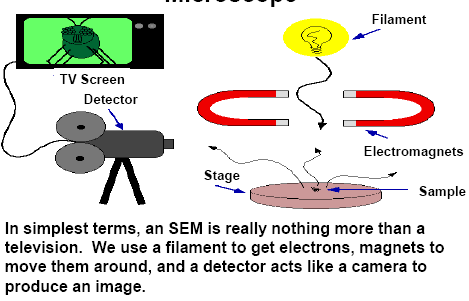 Microscope
Filament
TV Screen
Detector
Electromagnets
Stage
Sample
In simplest terms, an SEM is really nothing more than a
television. We use a filament to get electrons, magnets to
move them around, and a detector acts like a camera to
produce an image.